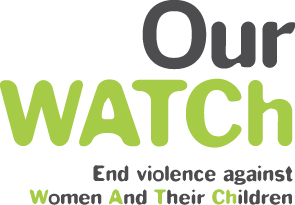 Our
WATCh
End violence against
Women And Their Children